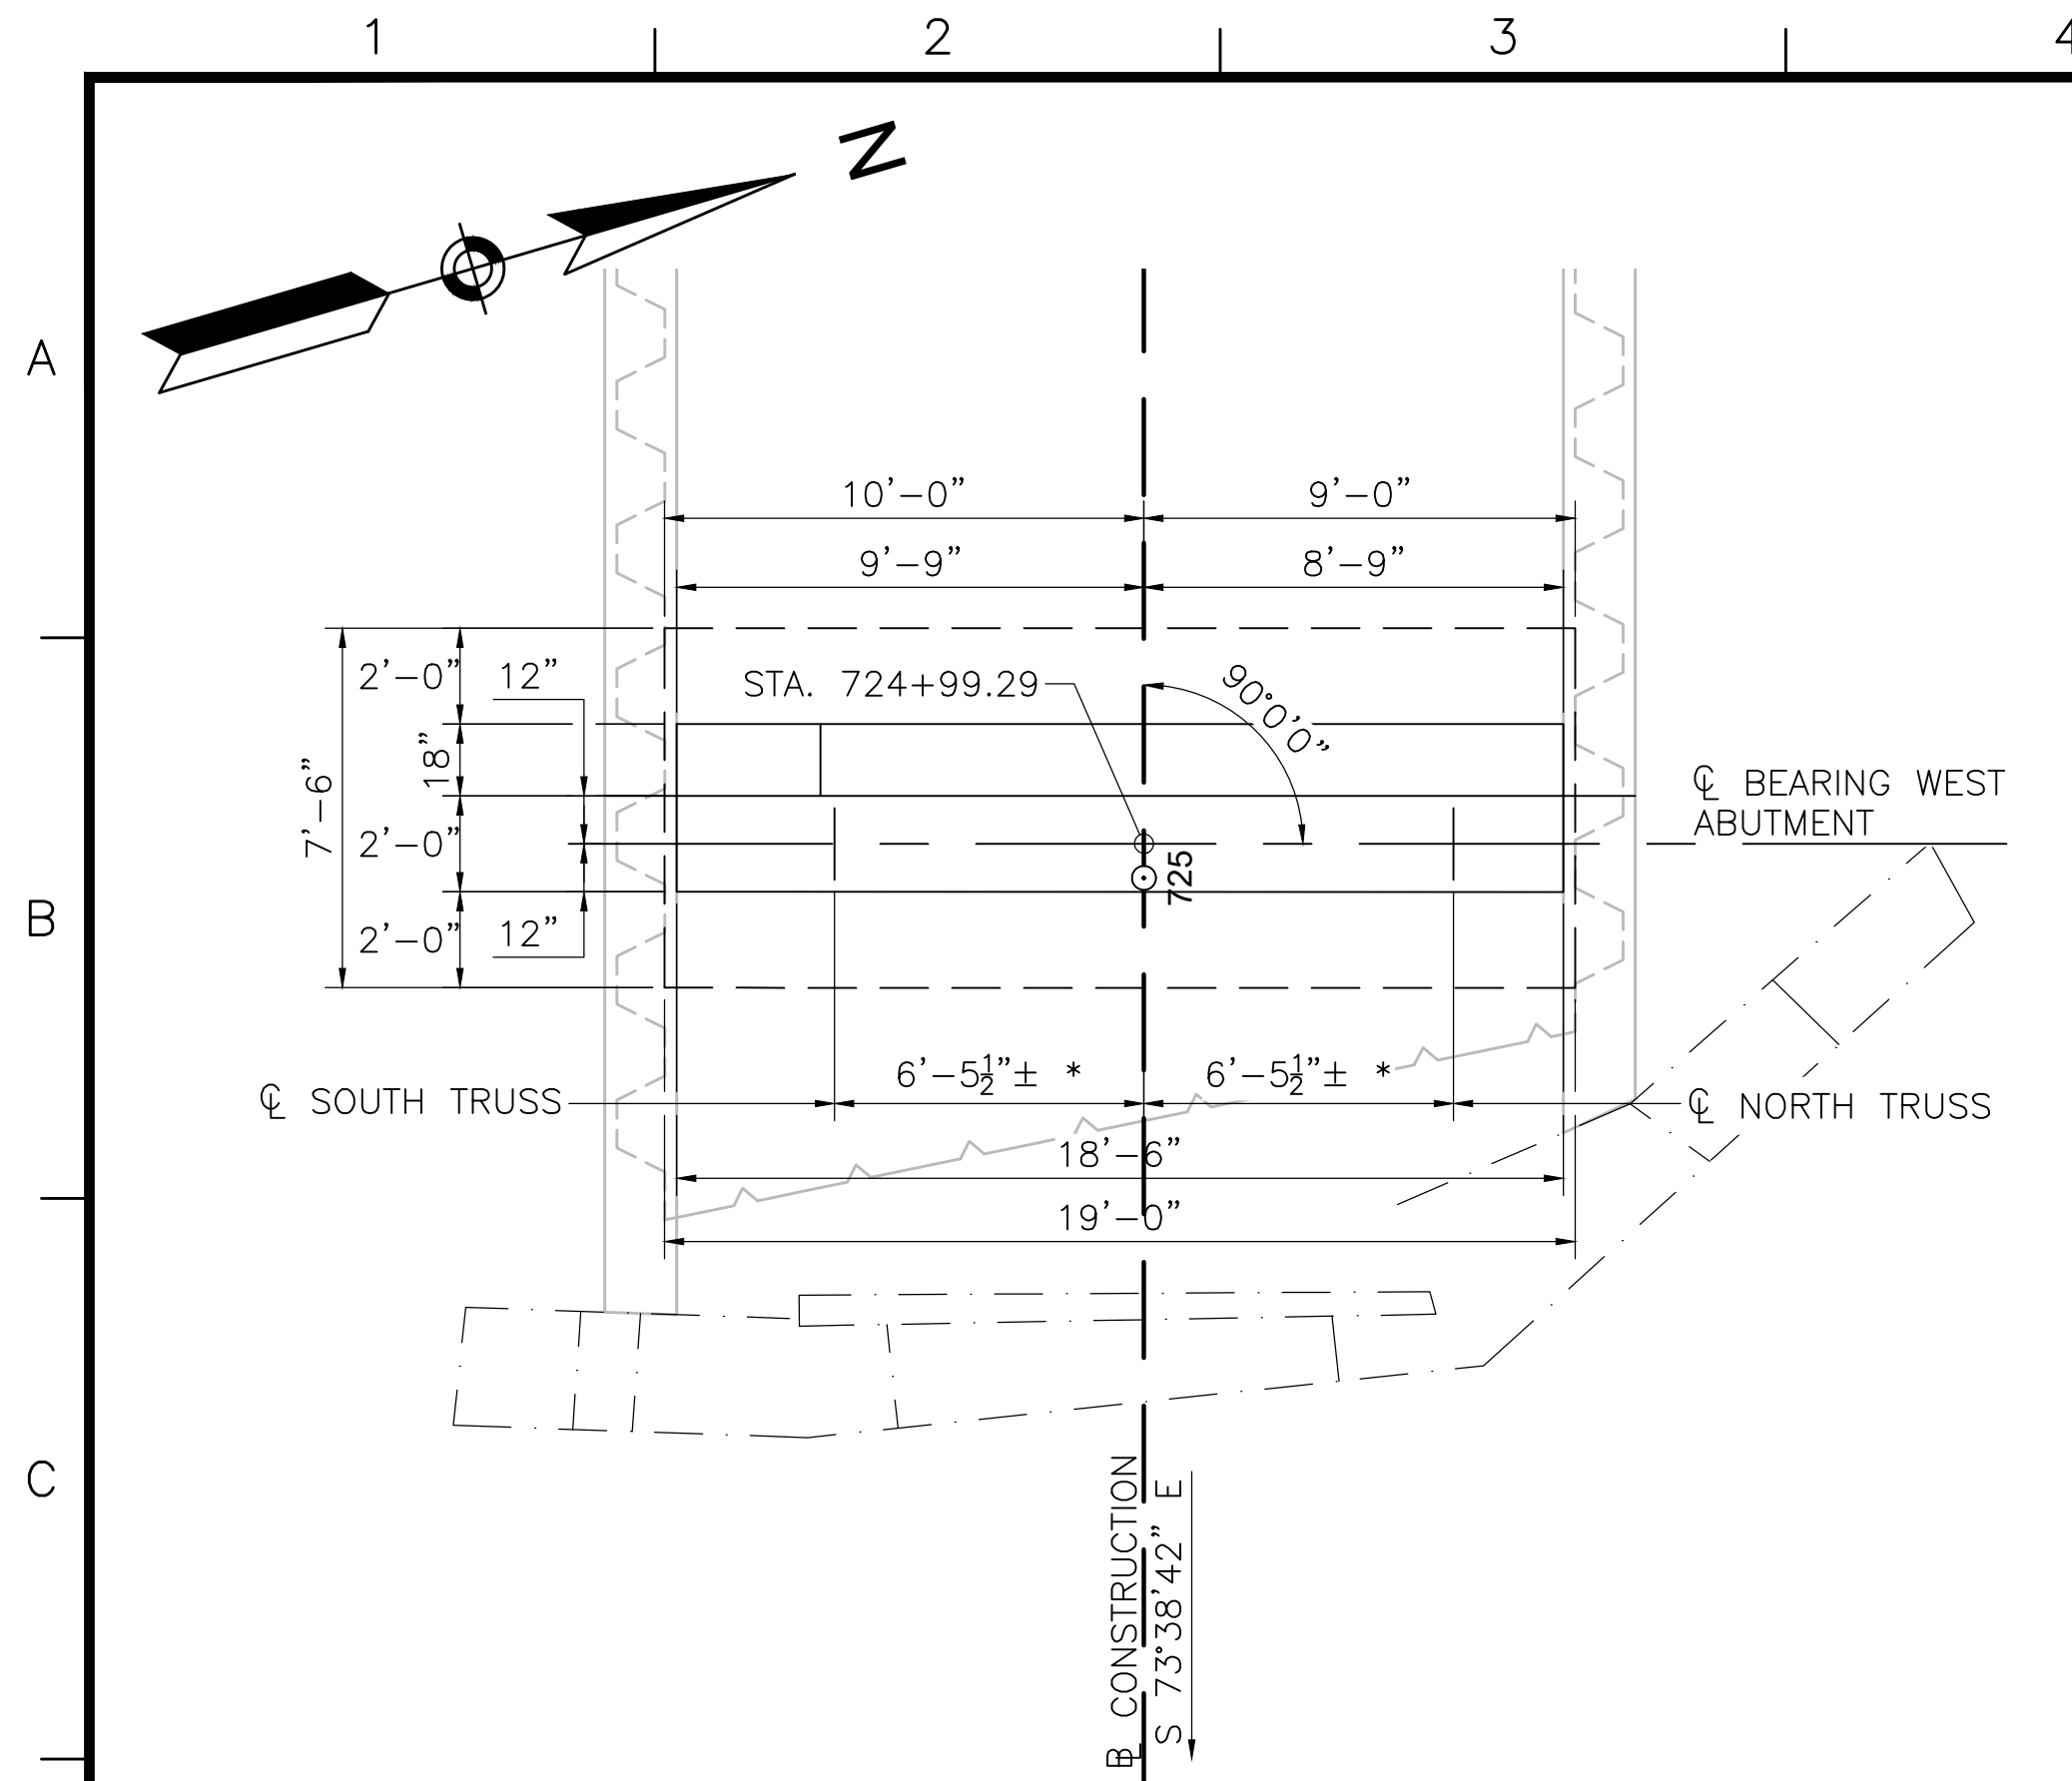 1 2 3 4
N
A
10'-0" 9'-0"
9'-9" 8'-9"
2'-0" 12" STA. 724+99.29 90°0'0"
18"
7'-6"
℄ BEARING WEST
ABUTMENT
2'-0"
725
B
2'-0" 12"
6'-5½"± * 6'-5½"± *
℄ SOUTH TRUSS ℄ NORTH TRUSS
18'-6"
19'-0"
C
BL CONSTRUCTION
S 73°38'42" E